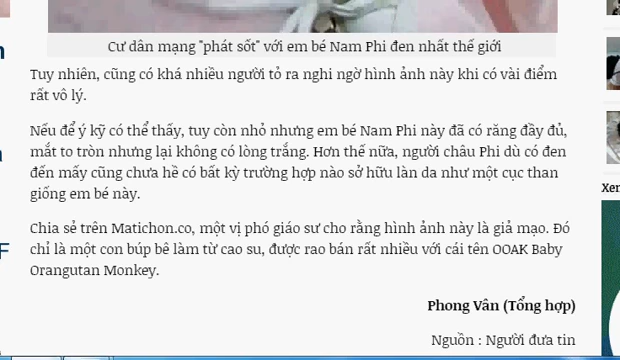 Cư dân mạng "phát sốt" với em bé Nam Phi đen nhất thế giới
Tuy nhiên, cũng có khá nhiều người tỏ ra nghi ngờ hình ảnh này khi có vài điểm
rất vô lý.
Nếu để ý kỹ có thể thấy, tuy còn nhỏ nhưng em bé Nam Phi này đã có răng đầy đủ,
mắt to tròn nhưng lại không có lòng trắng. Hơn thế nữa, người châu Phi dù có đen
đến mấy cũng chưa hề có bất kỳ trường hợp nào sở hữu làn da như một cục than
giống em bé này.
Chia sẻ trên Matichon.co, một vị phó giáo sư cho rằng hình ảnh này là giả mạo. Đó
chỉ là một con búp bê làm từ cao su, được rao bán rất nhiều với cái tên OOAK Baby
Orangutan Monkey.
Phong Vân (Tổng hợp)
Nguồn : Người đưa tin
Xe
F